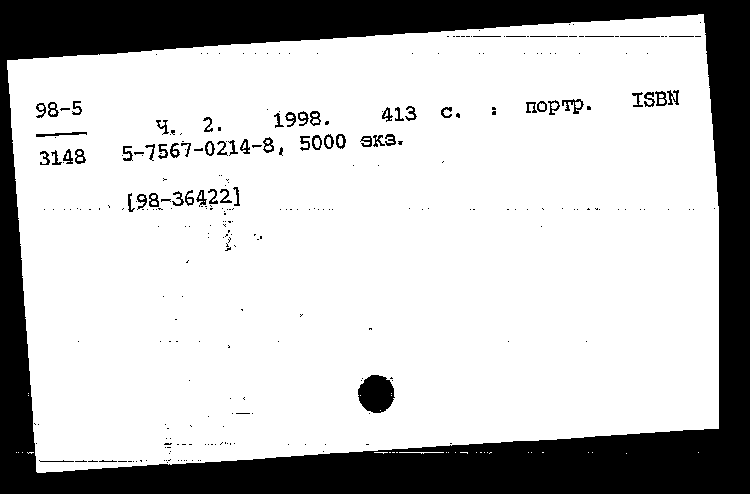 98-5
Ч. 2. 1998. 413 с. : портр. ISBN
3148 5-7567-0214-8, 5000 экз.
[98-36422]